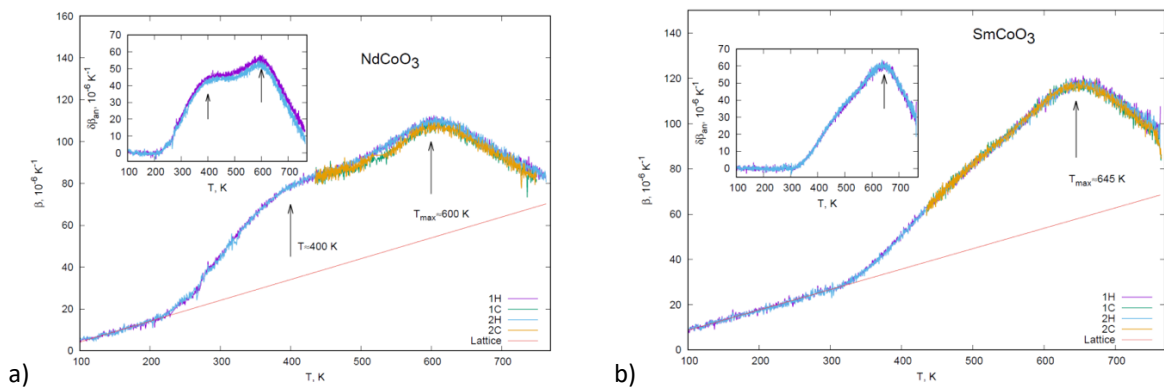 NdCoO₃
β, 10⁻⁶ K⁻¹
160
140
120
100
80
60
40
20
0
100 200 300 400 500 600 700
T, K
δβₐₙ, 10⁻⁶ K⁻¹
70
60
50
40
30
20
10
0
100 200 300 400 500 600 700
T, K
T≈400 K
Tₘₐₓ≈600 K
1H
1C
2H
2C
Lattice
a)
SmCoO₃
β, 10⁻⁶ K⁻¹
160
140
120
100
80
60
40
20
0
100 200 300 400 500 600 700
T, K
δβₐₙ, 10⁻⁶ K⁻¹
70
60
50
40
30
20
10
0
100 200 300 400 500 600 700
T, K
Tₘₐₓ≈645 K
1H
1C
2H
2C
Lattice
b)